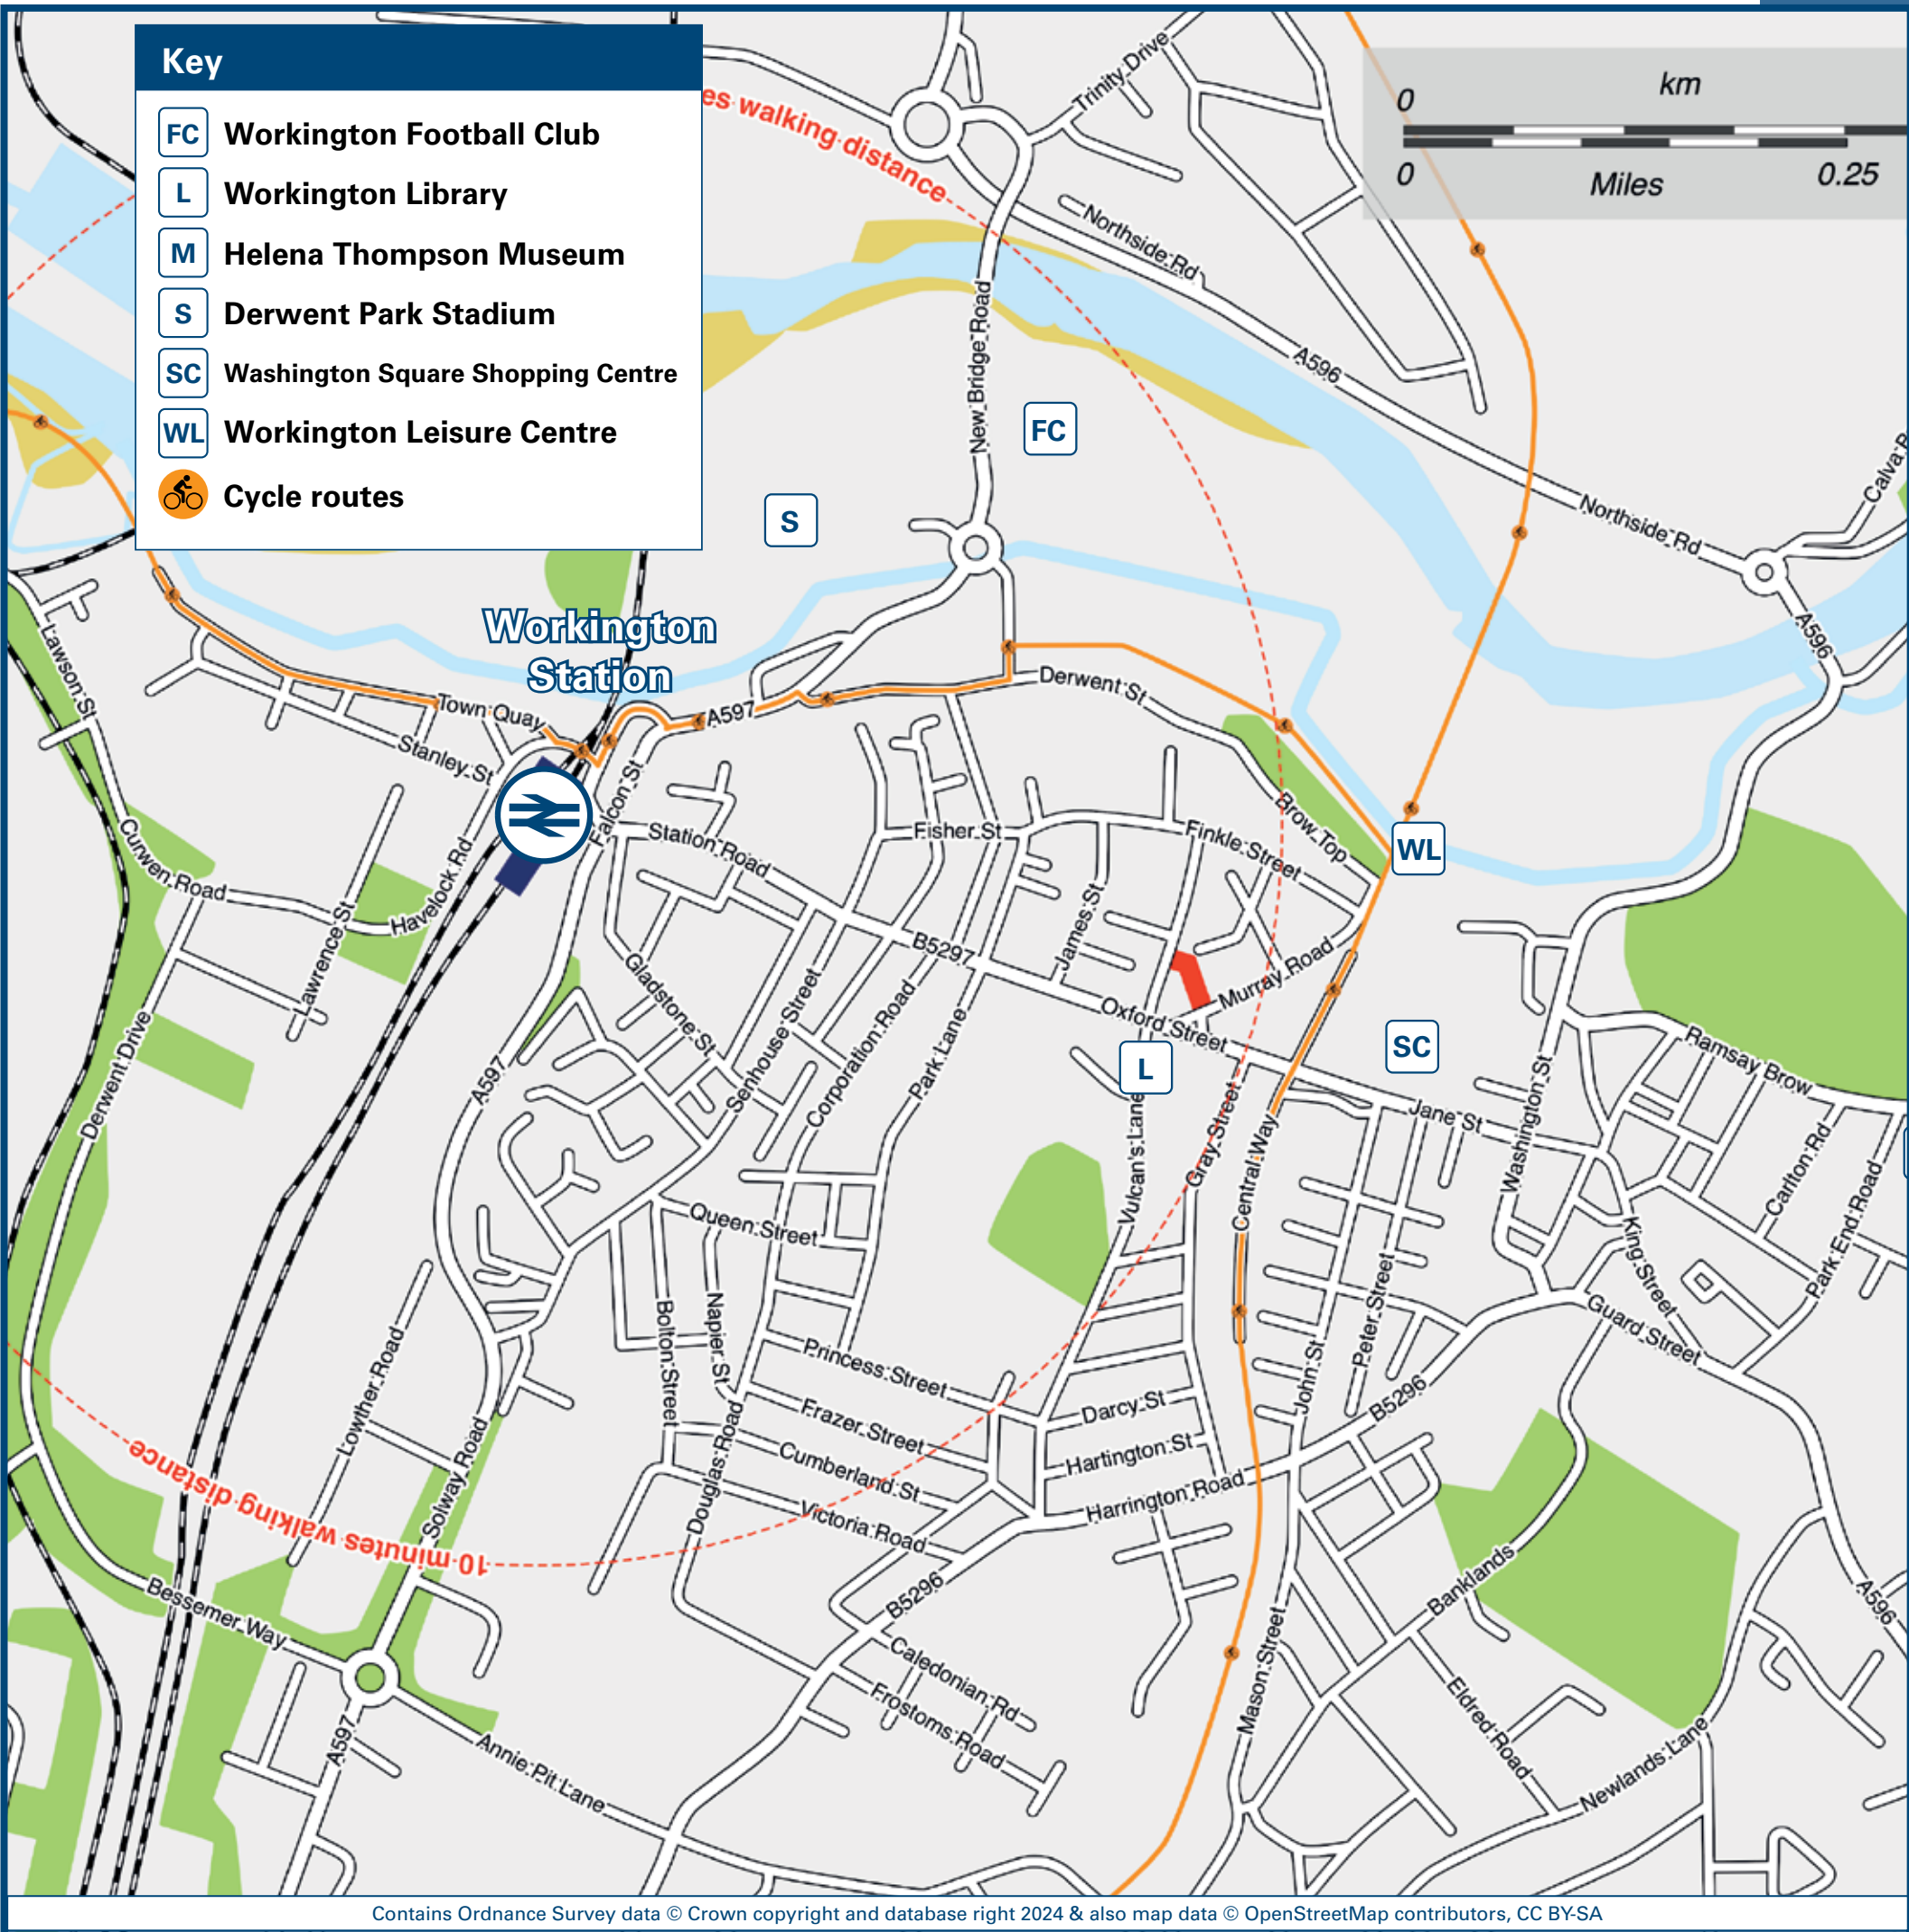 Key
FC Workington Football Club
L Workington Library
M Helena Thompson Museum
S Derwent Park Stadium
SC Washington Square Shopping Centre
WL Workington Leisure Centre
Cycle routes
es walking distance
Trinity Drive
0
km
0
Miles
0.25
Northside Rd
New Bridge Road
A596
FC
Northside Rd
S
A596
Workington
Station
Lawson St
Town Quay
A597
Derwent St
Stanley St
Falcon St
Station Road
Fisher St
Finkle Street
Brow Top
WL
Curwen Road
Havelock Rd
Lawrence St
B5297
James St
Murray Road
Gladstone St
Senhouse Street
Corporation Road
Park Lane
Oxford Street
SC
L
Derwent Drive
A597
Ramsay Brow
Jane St
Washington St
Vulcan's Lane
Gray Street
Central Way
Carlton Rd
Park End Road
Queen Street
King Street
Guard Street
Bolton Street
Napier St
Peter Street
John St
Princess Street
Lowther Road
Frazer Street
Darcy St
B5296
Cumberland St
Hartington St
Harrington Road
Douglas Road
Solway Road
Victoria Road
10 minutes walking distance
Bessemer Way
B5296
Banklands
A596
Caledonian Rd
Frostoms Road
Mason Street
Eldred Road
Newlands Lane
A597
Annie Pit Lane
Contains Ordnance Survey data © Crown copyright and database right 2024 & also map data © OpenStreetMap contributors, CC BY-SA